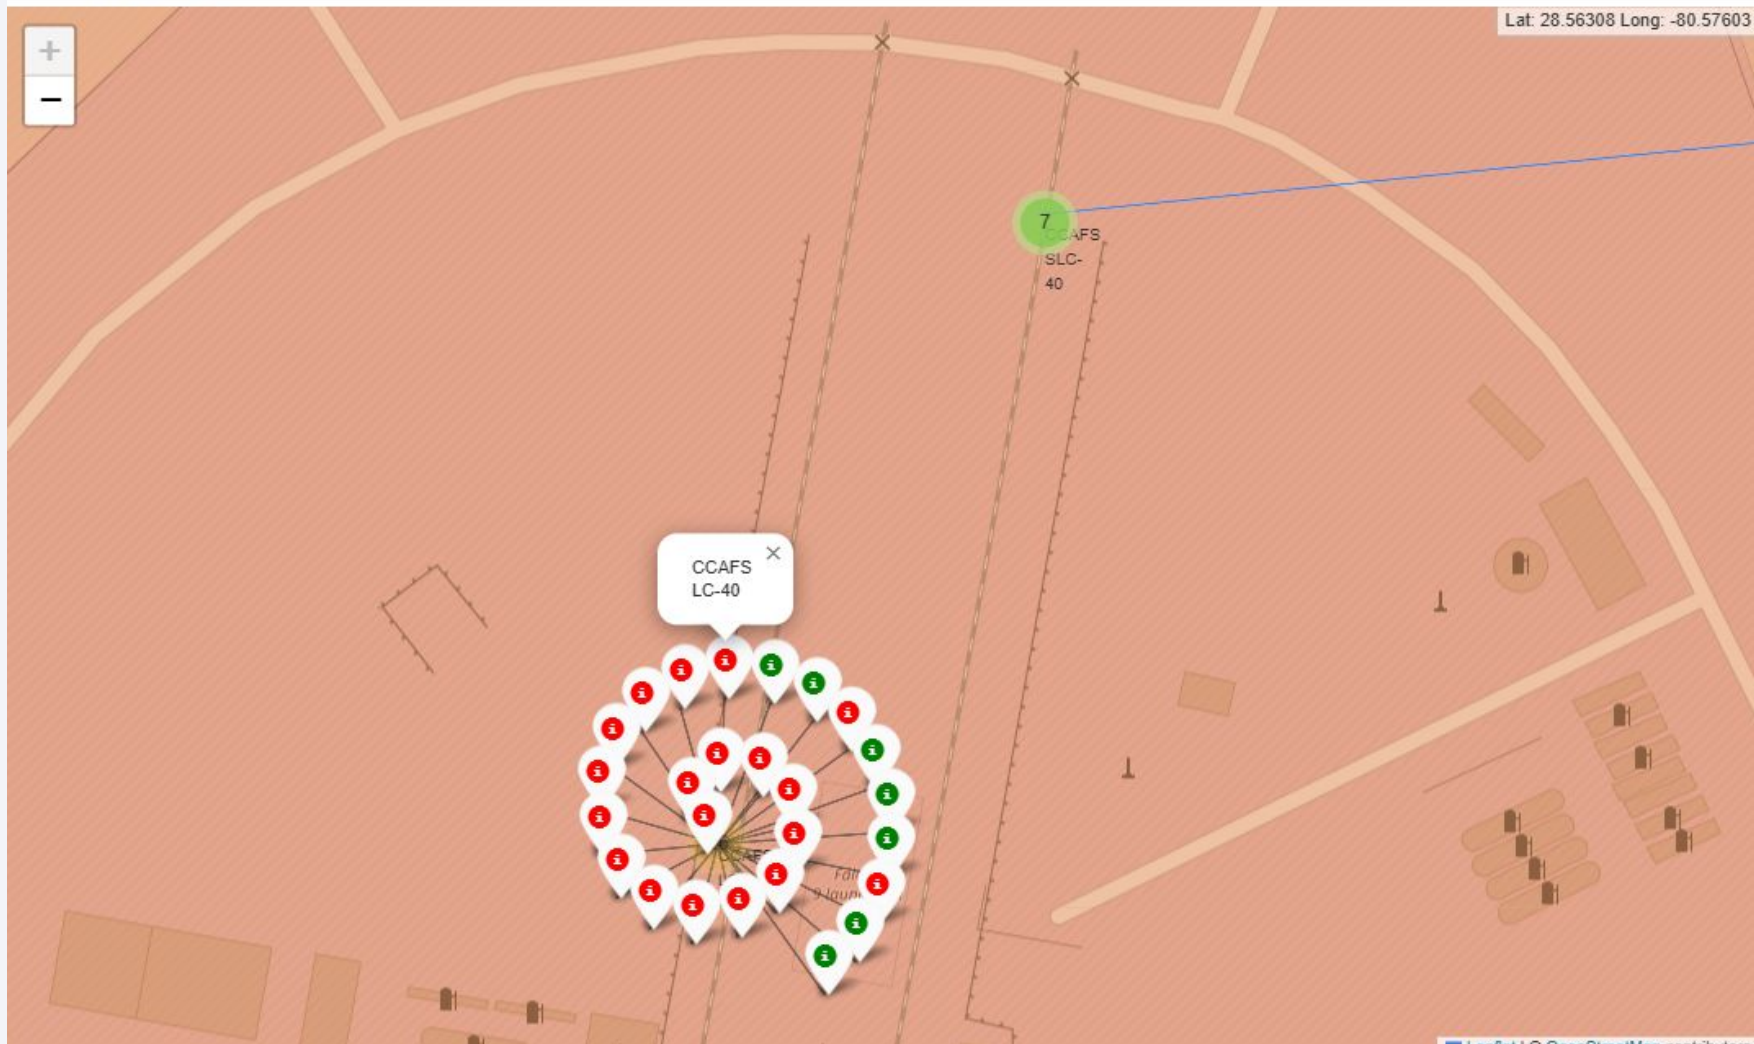 +
Lat: 28.56308 Long: -80.57603
−
7
CCAFS
SLC-
40
CCAFS
LC-40